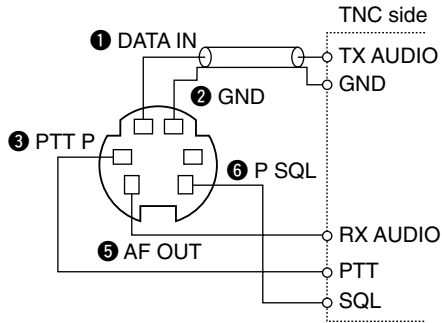 TNC side
❶ DATA IN
TX AUDIO
❷ GND
GND
❸ PTT P
❻ P SQL
❺ AF OUT
RX AUDIO
PTT
SQL